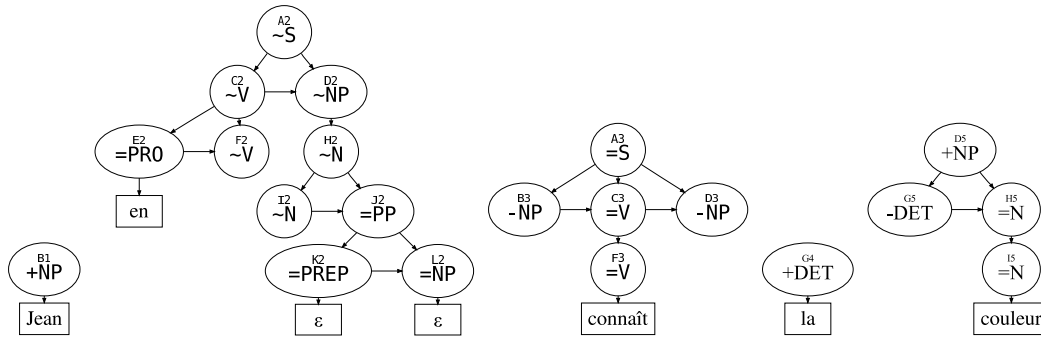 A2
~S
C2
~V
D2
~NP
E2
=PRO
F2
~V
H2
~N
en
I2
~N
J2
=PP
K2
=PREP
L2
=NP
ε
ε
B1
+NP
Jean
A3
=S
B3
-NP
C3
=V
D3
-NP
F3
=V
connaît
G4
+DET
la
D5
+NP
G5
-DET
H5
=N
I5
=N
couleur